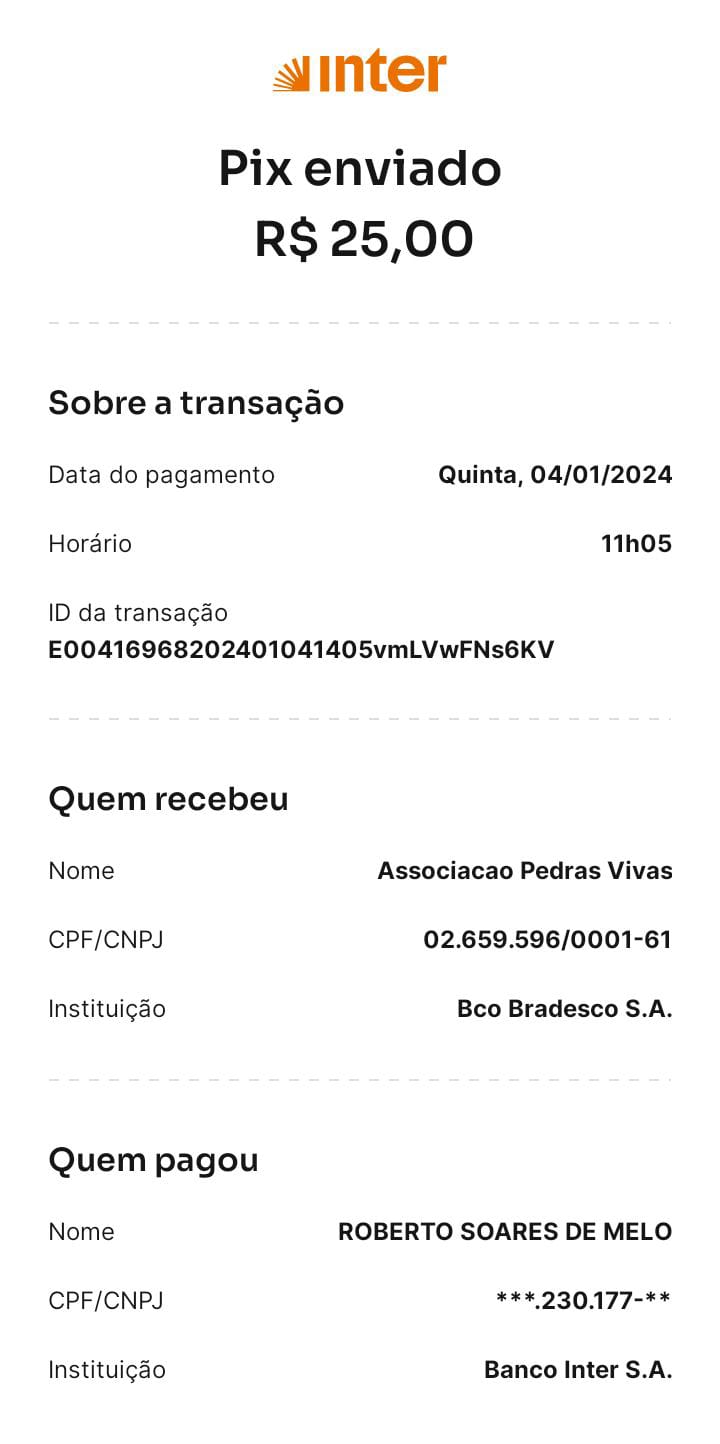 inter
Pix enviado
R$ 25,00
Sobre a transação
Data do pagamento Quinta, 04/01/2024
Horário 11h05
ID da transação
E00416968202401041405vmLVwFNs6KV
Quem recebeu
Nome Associacao Pedras Vivas
CPF/CNPJ 02.659.596/0001-61
Instituição Bco Bradesco S.A.
Quem pagou
Nome ROBERTO SOARES DE MELO
CPF/CNPJ ***.230.177-**
Instituição Banco Inter S.A.